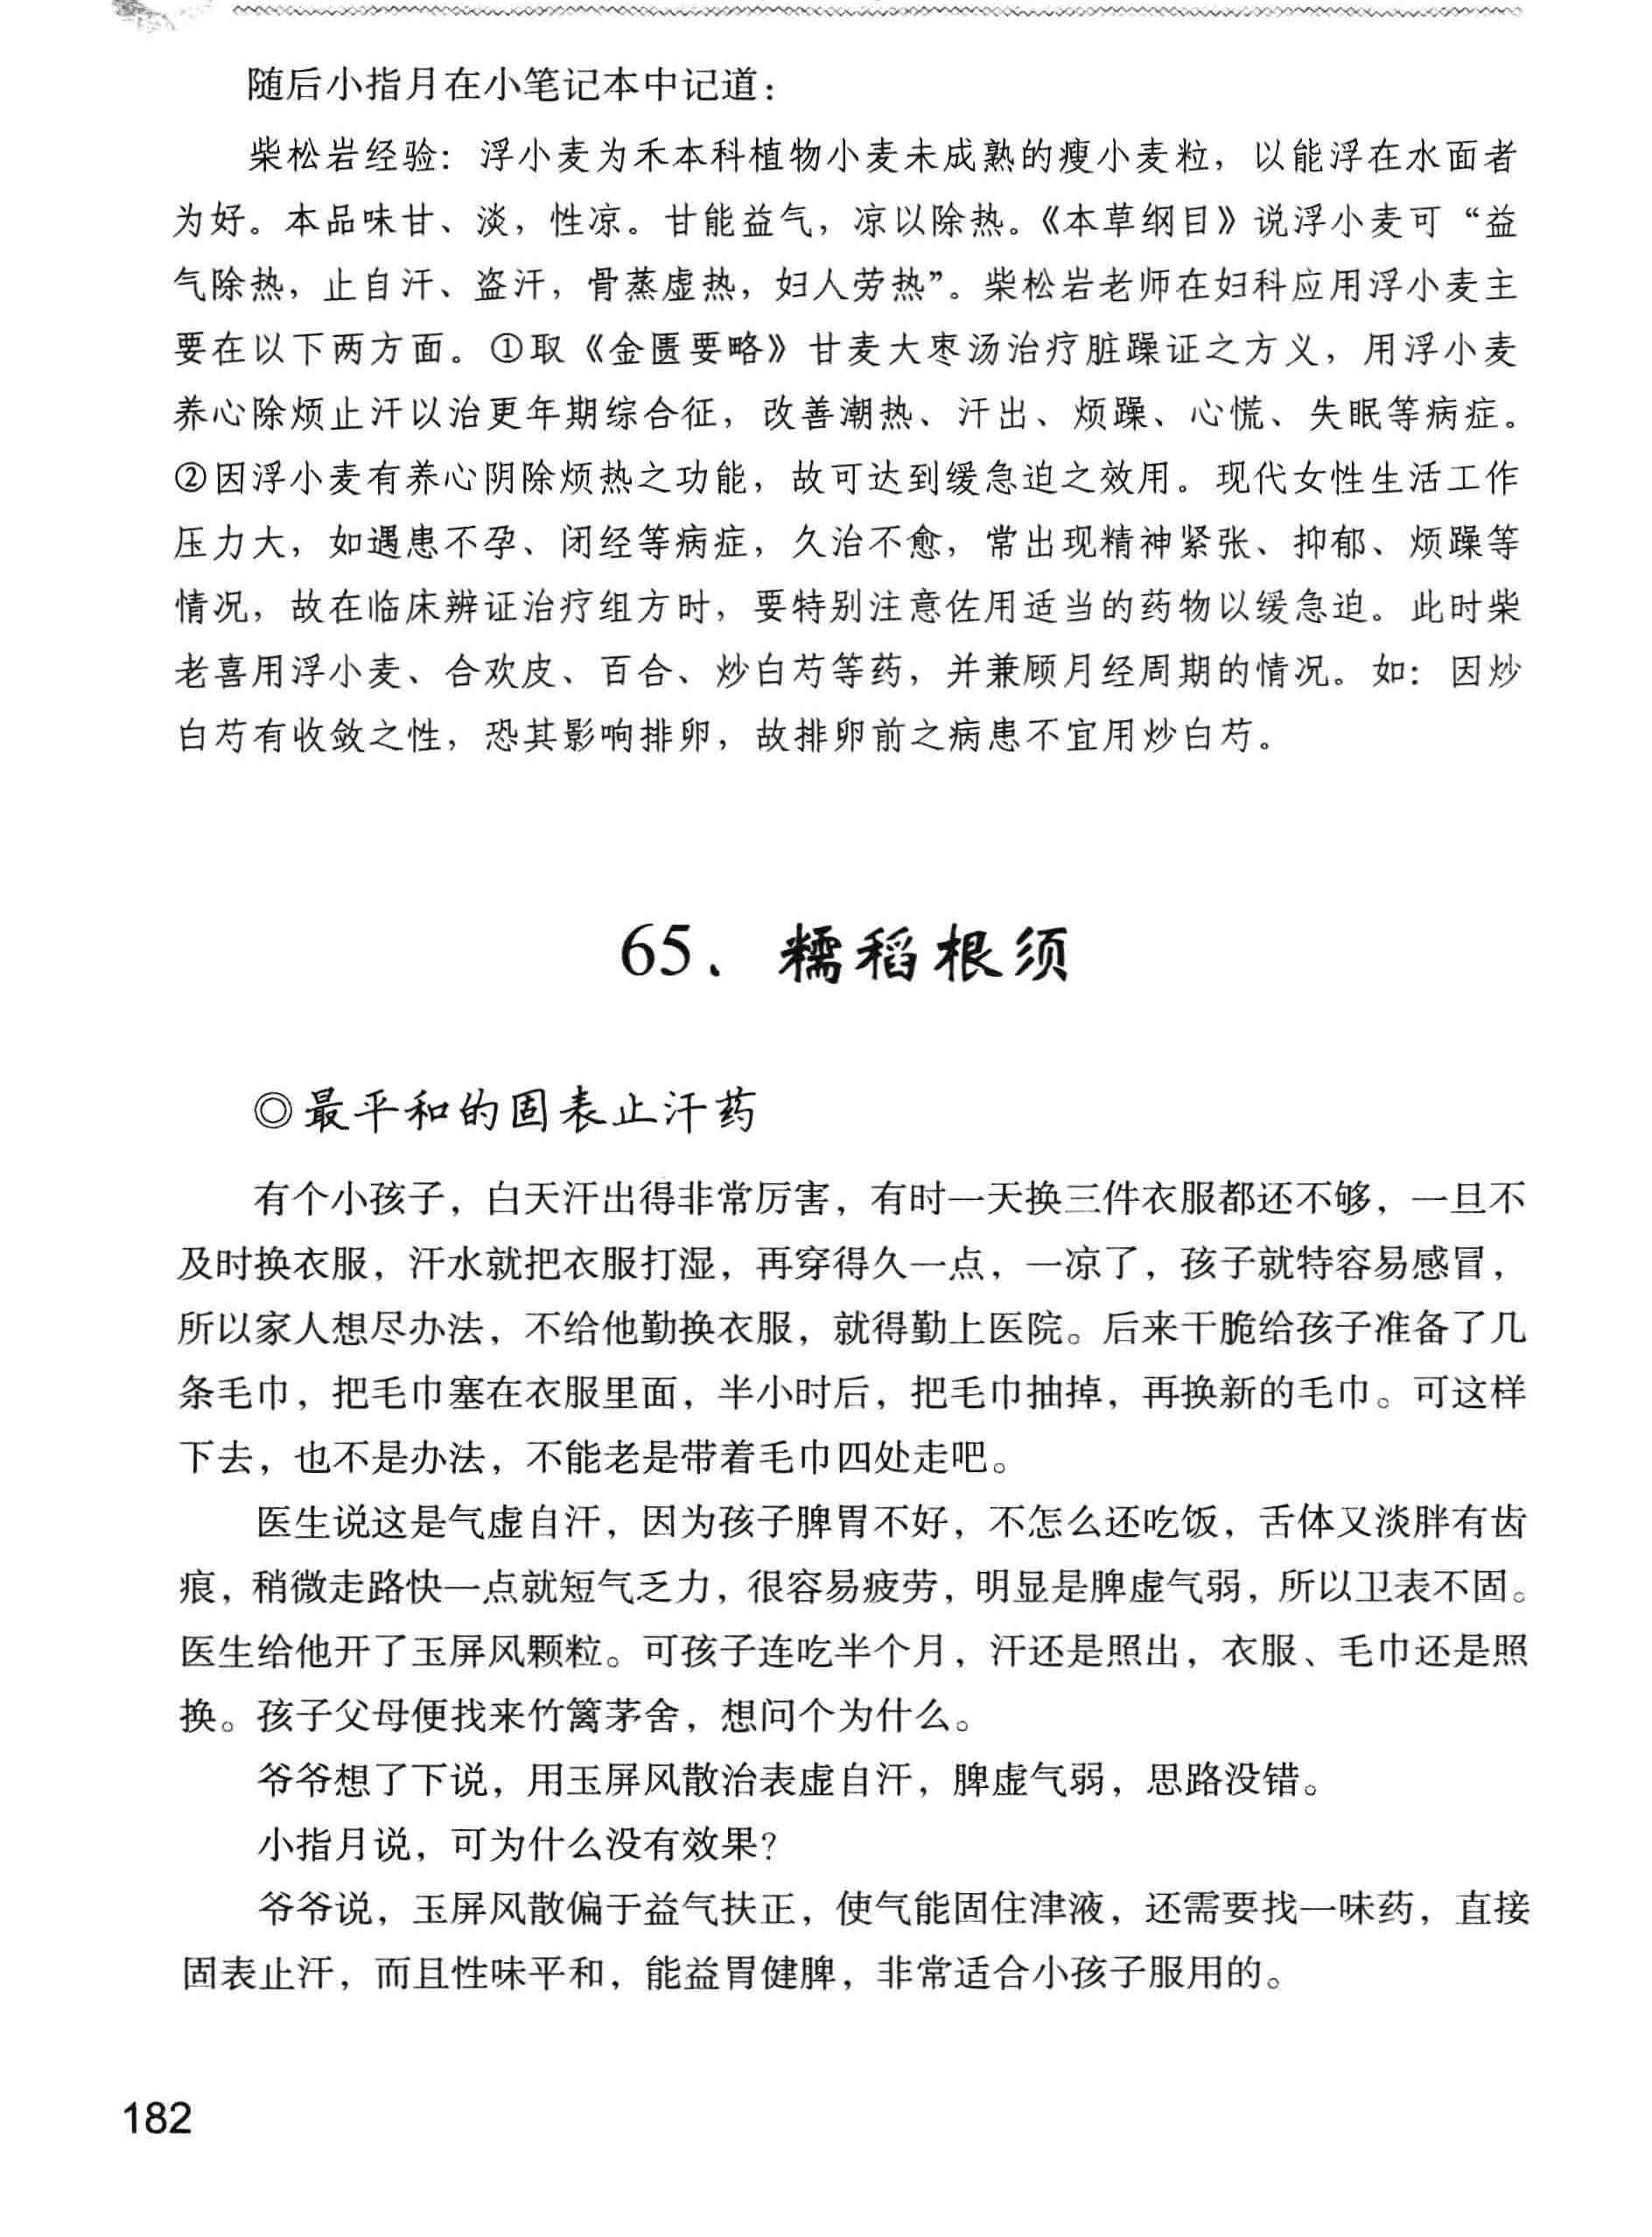 随后小指月在小笔记本中记道：
柴松岩经验：浮小麦为禾本科植物小麦未成熟的瘦小麦粒，以能浮在水面者
为好。本品味甘、淡，性凉。甘能益气，凉以除热。《本草纲目》说浮小麦可“益
气除热，止自汗、盗汗，骨蒸虚热，妇人劳热”。柴松岩老师在妇科应用浮小麦主
要在以下两方面。①取《金匮要略》甘麦大枣汤治疗脏躁证之方义，用浮小麦
养心除烦止汗以治更年期综合征，改善潮热、汗出、烦躁、心慌、失眠等病症。
②因浮小麦有养心阴除烦热之功能，故可达到缓急迫之效用。现代女性生活工作
压力大，如遇患不孕、闭经等病症，久治不愈，常出现精神紧张、抑郁、烦躁等
情况，故在临床辨证治疗组方时，要特别注意佐用适当的药物以缓急迫。此时柴
老喜用浮小麦、合欢皮、百合、炒白芍等药，并兼顾月经周期的情况。如：因炒
白芍有收敛之性，恐其影响排卵，故排卵前之病患不宜用炒白芍。
65、糯稻根须
◎最平和的固表止汗药
有个小孩子，白天汗出得非常厉害，有时一天换三件衣服都还不够，一旦不
及时换衣服，汗水就把衣服打湿，再穿得久一点，一凉了，孩子就特容易感冒，
所以家人想尽办法，不给他勤换衣服，就得勤上医院。后来干脆给孩子准备了几
条毛巾，把毛巾塞在衣服里面，半小时后，把毛巾抽掉，再换新的毛巾。可这样
下去，也不是办法，不能老是带着毛巾四处走吧。
医生说这是气虚自汗，因为孩子脾胃不好，不怎么还吃饭，舌体又淡胖有齿
痕，稍微走路快一点就短气乏力，很容易疲劳，明显是脾虚气弱，所以卫表不固。
医生给他开了玉屏风颗粒。可孩子连吃半个月，汗还是照出，衣服、毛巾还是照
换。孩子父母便找来竹篱茅舍，想问个为什么。
爷爷想了下说，用玉屏风散治表虚自汗，脾虚气弱，思路没错。
小指月说，可为什么没有效果？
爷爷说，玉屏风散偏于益气扶正，使气能固住津液，还需要找一味药，直接
固表止汗，而且性味平和，能益胃健脾，非常适合小孩子服用的。
182